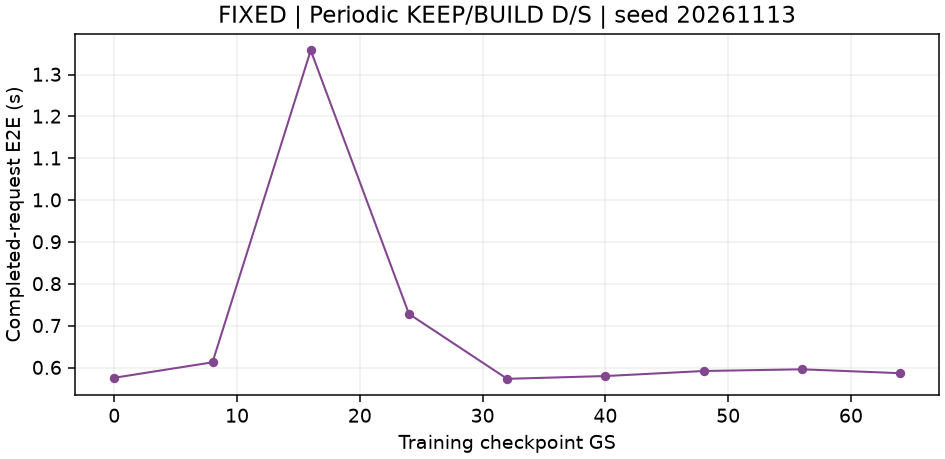 FIXED | Periodic KEEP/BUILD D/S | seed 20261113
Completed-request E2E (s)
1.3
1.2
1.1
1.0
0.9
0.8
0.7
0.6
0 10 20 30 40 50 60
Training checkpoint GS